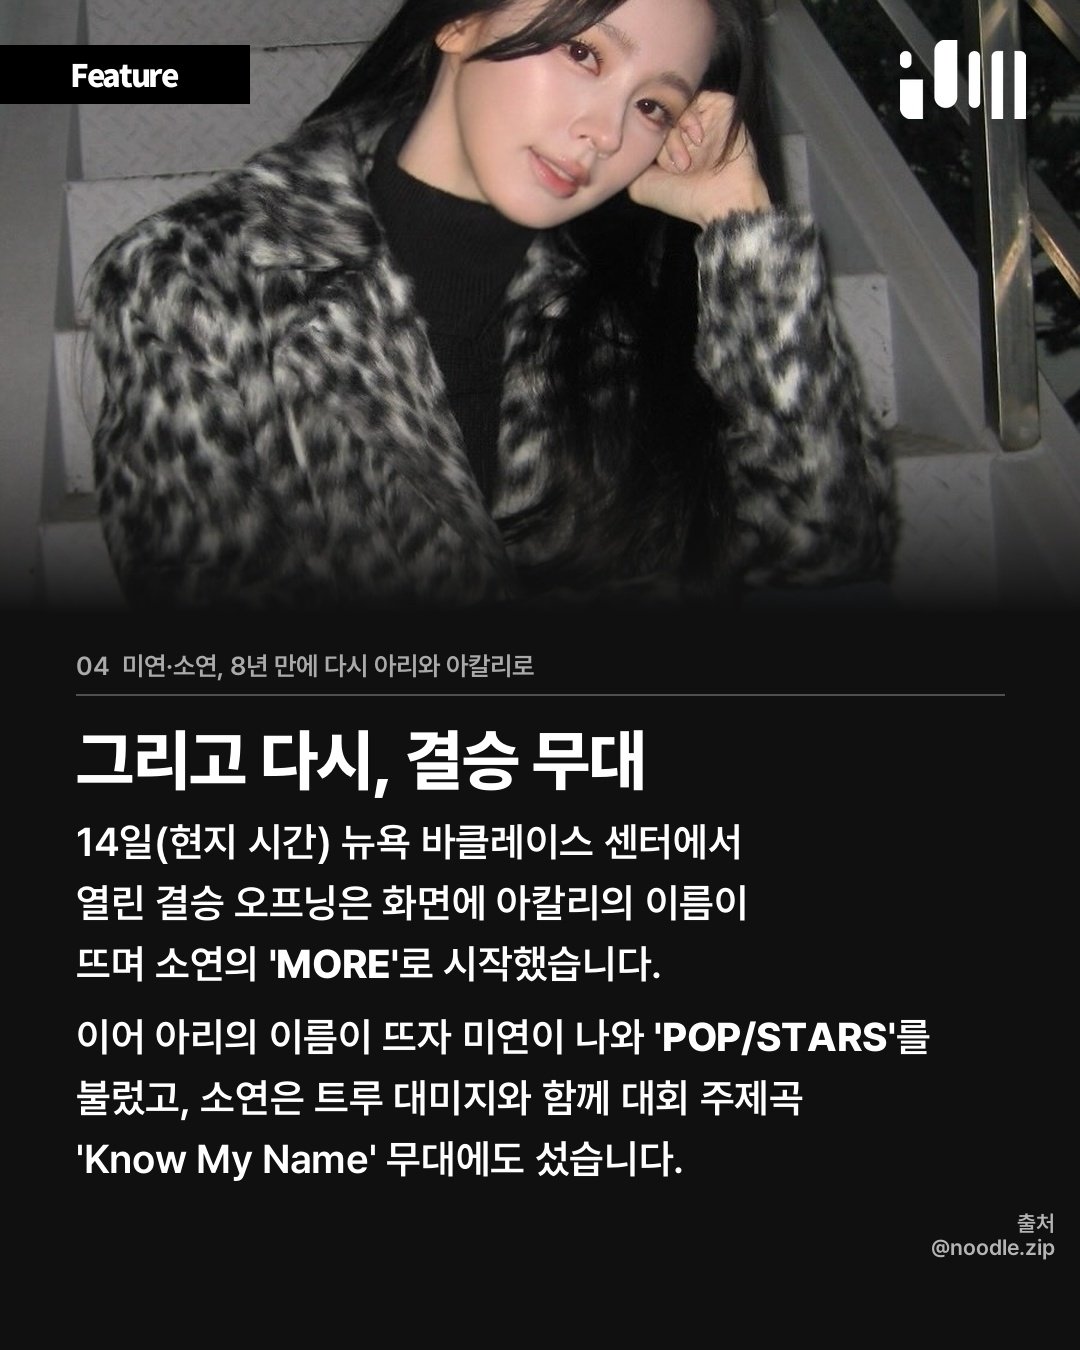 Feature
04 미연·소연, 8년 만에 다시 아리와 아칼리로
그리고 다시, 결승 무대
14일(현지 시간) 뉴욕 바클레이스 센터에서
열린 결승 오프닝은 화면에 아칼리의 이름이
뜨며 소연의 'MORE'로 시작했습니다.
이어 아리의 이름이 뜨자 미연이 나와 'POP/STARS'를
불렀고, 소연은 트루 대미지와 함께 대회 주제곡
'Know My Name' 무대에도 섰습니다.
출처
@noodle.zip